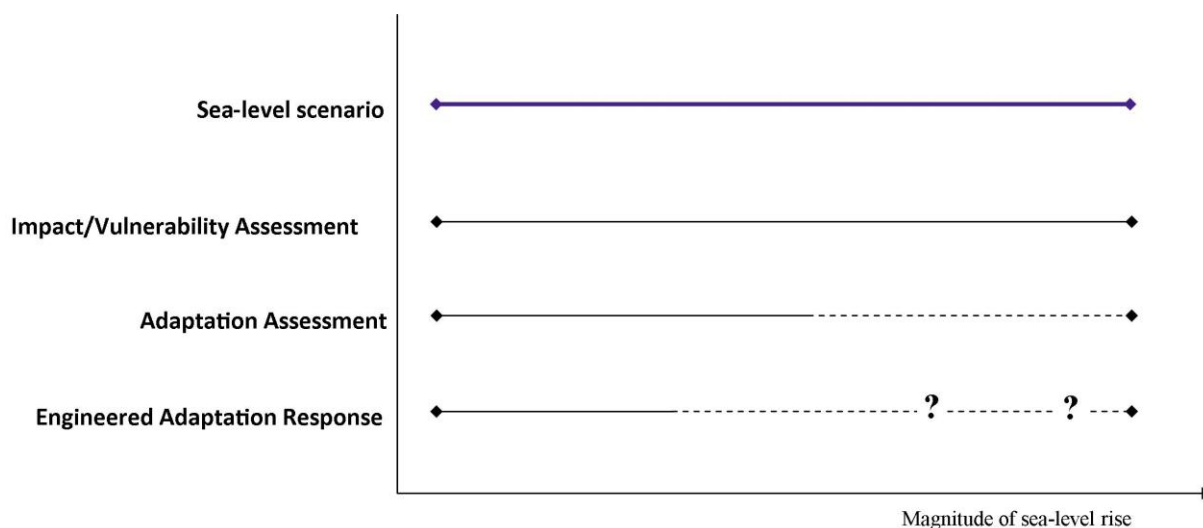 Sea-level scenario
Impact/Vulnerability Assessment
Adaptation Assessment
Engineered Adaptation Response
? ?
Magnitude of sea-level rise